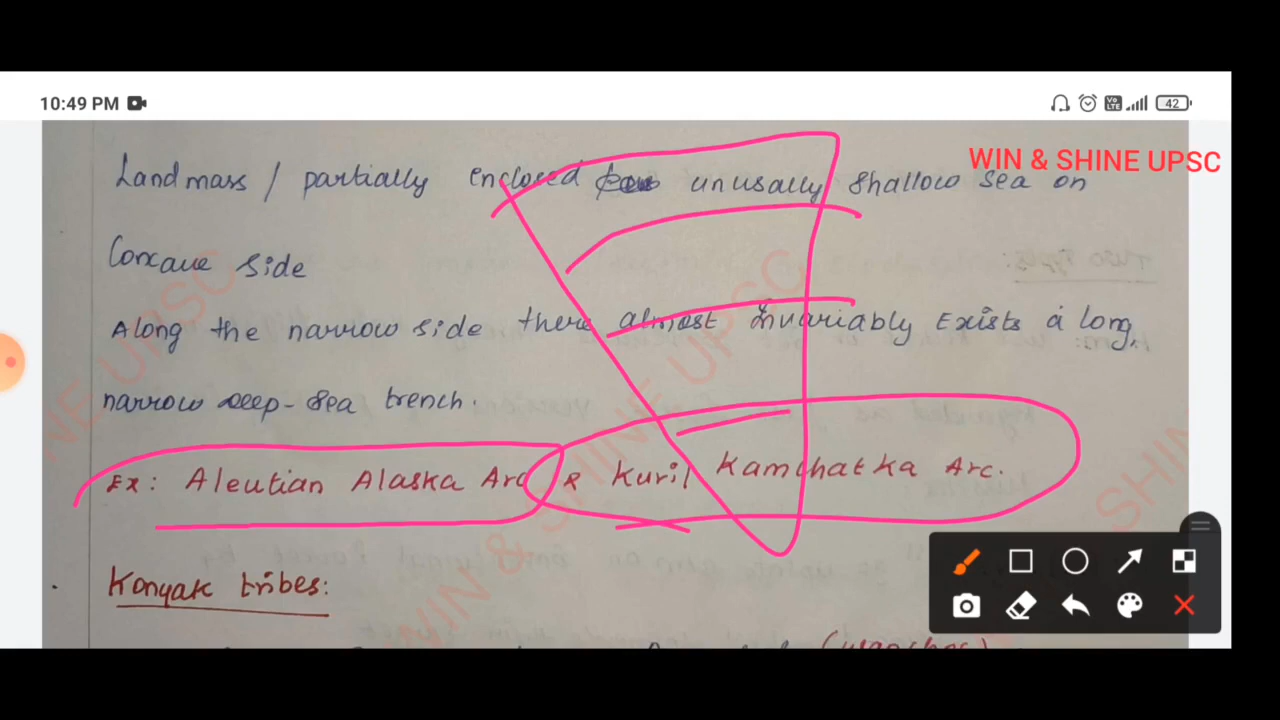 10:49 PM
42
WIN & SHINE UPSC
Landmass / partially enclosed unusually shallow sea on
Concave side
Along the narrow side there almost invariably Exists a long,
narrow deep-sea trench.
Ex: Aleutian Alaska Arc & Kuril Kamchatka Arc.
Konyak tribes: